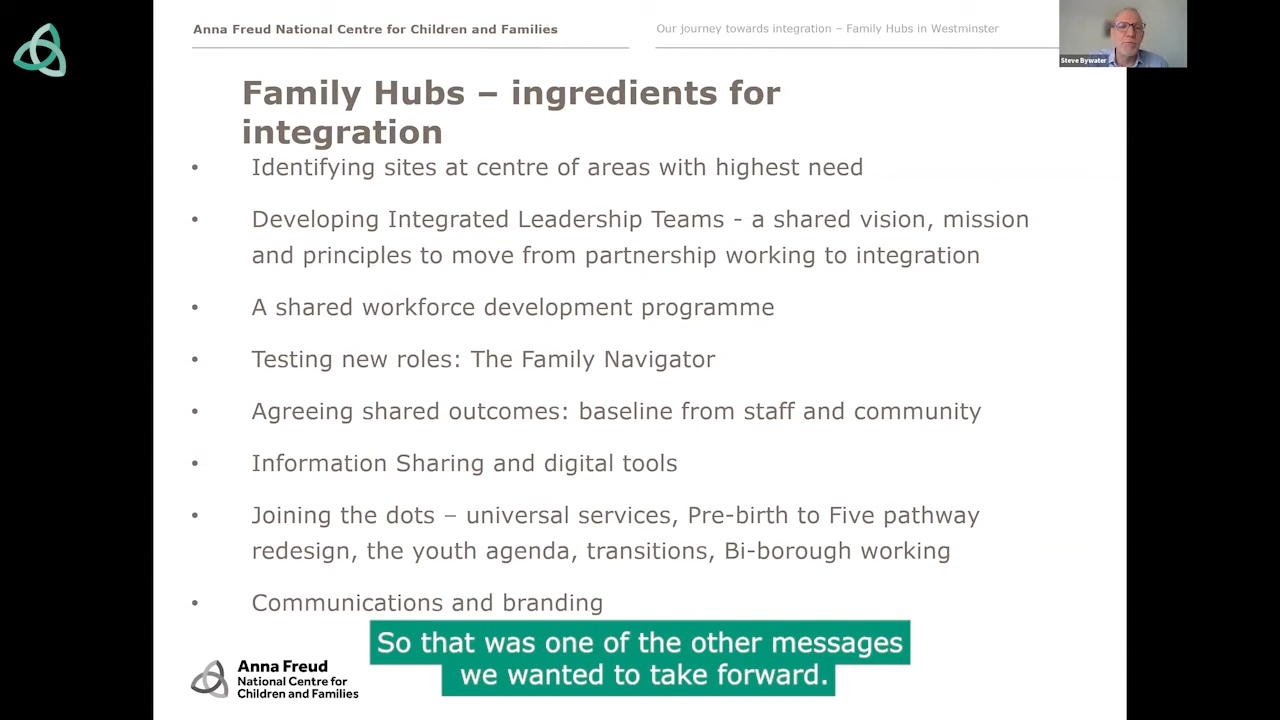 Anna Freud National Centre for Children and Families
Our journey towards integration – Family Hubs in Westminster
Steve Bywater
Family Hubs – ingredients for
integration
• Identifying sites at centre of areas with highest need
• Developing Integrated Leadership Teams - a shared vision, mission
and principles to move from partnership working to integration
• A shared workforce development programme
• Testing new roles: The Family Navigator
• Agreeing shared outcomes: baseline from staff and community
• Information Sharing and digital tools
• Joining the dots – universal services, Pre-birth to Five pathway
redesign, the youth agenda, transitions, Bi-borough working
• Communications and branding
So that was one of the other messages
we wanted to take forward.
Anna Freud
National Centre for
Children and Families